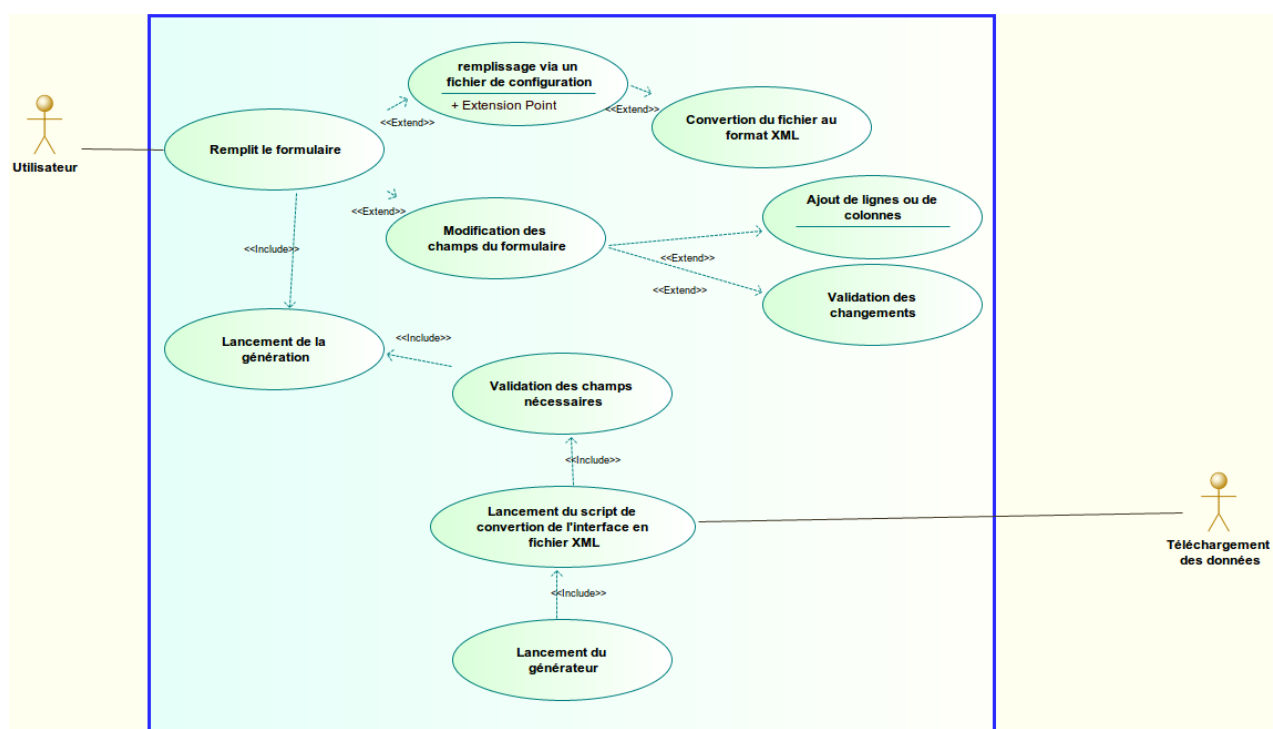 remplissage via un
fichier de configuration
+ Extension Point
<<Extend>>
<<Extend>>
Convertion du fichier au
format XML
Utilisateur
Remplit le formulaire
<<Extend>>
Modification des
champs du formulaire
Ajout de lignes ou de
colonnes
<<Include>>
<<Extend>>
<<Extend>>
Validation des
changements
Lancement de la
génération
<<Include>>
Validation des champs
nécessaires
<<Include>>
Lancement du script de
convertion de l'interface en
fichier XML
Téléchargement
des données
<<Include>>
Lancement du
générateur